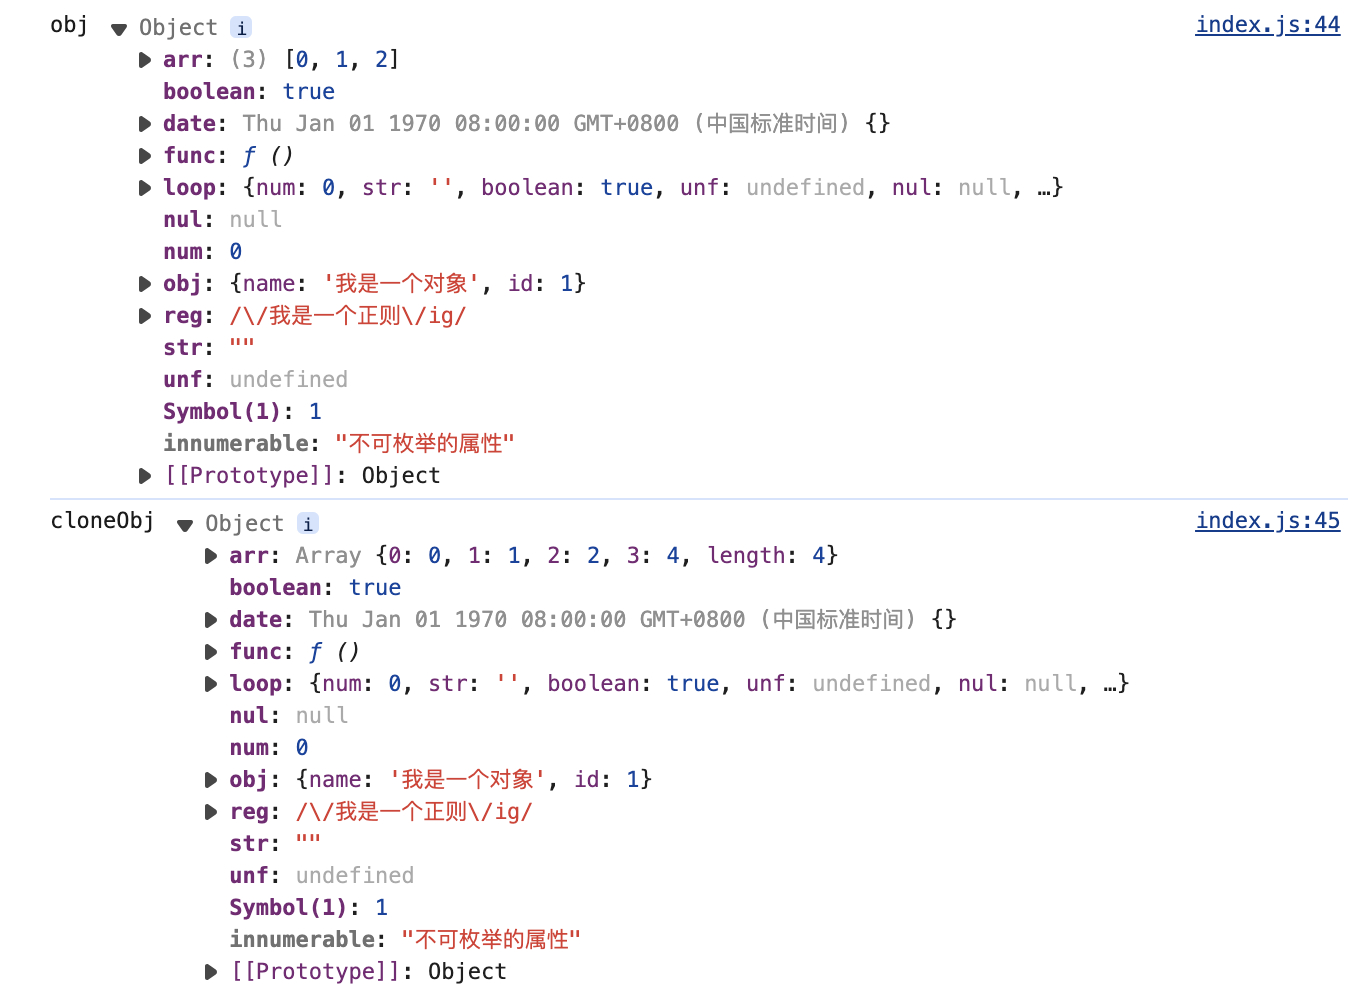 obj ▼ Object i index.js:44
▶ arr: (3) [0, 1, 2]
boolean: true
▶ date: Thu Jan 01 1970 08:00:00 GMT+0800 (中国标准时间) {}
▶ func: ƒ ()
▶ loop: {num: 0, str: '', boolean: true, unf: undefined, nul: null, …}
nul: null
num: 0
▶ obj: {name: '我是一个对象', id: 1}
▶ reg: /\/我是一个正则\/ig/
str: ""
unf: undefined
Symbol(1): 1
innumerable: "不可枚举的属性"
▶ [[Prototype]]: Object
cloneObj ▼ Object i index.js:45
▶ arr: Array {0: 0, 1: 1, 2: 2, 3: 4, length: 4}
boolean: true
▶ date: Thu Jan 01 1970 08:00:00 GMT+0800 (中国标准时间) {}
▶ func: ƒ ()
▶ loop: {num: 0, str: '', boolean: true, unf: undefined, nul: null, …}
nul: null
num: 0
▶ obj: {name: '我是一个对象', id: 1}
▶ reg: /\/我是一个正则\/ig/
str: ""
unf: undefined
Symbol(1): 1
innumerable: "不可枚举的属性"
▶ [[Prototype]]: Object